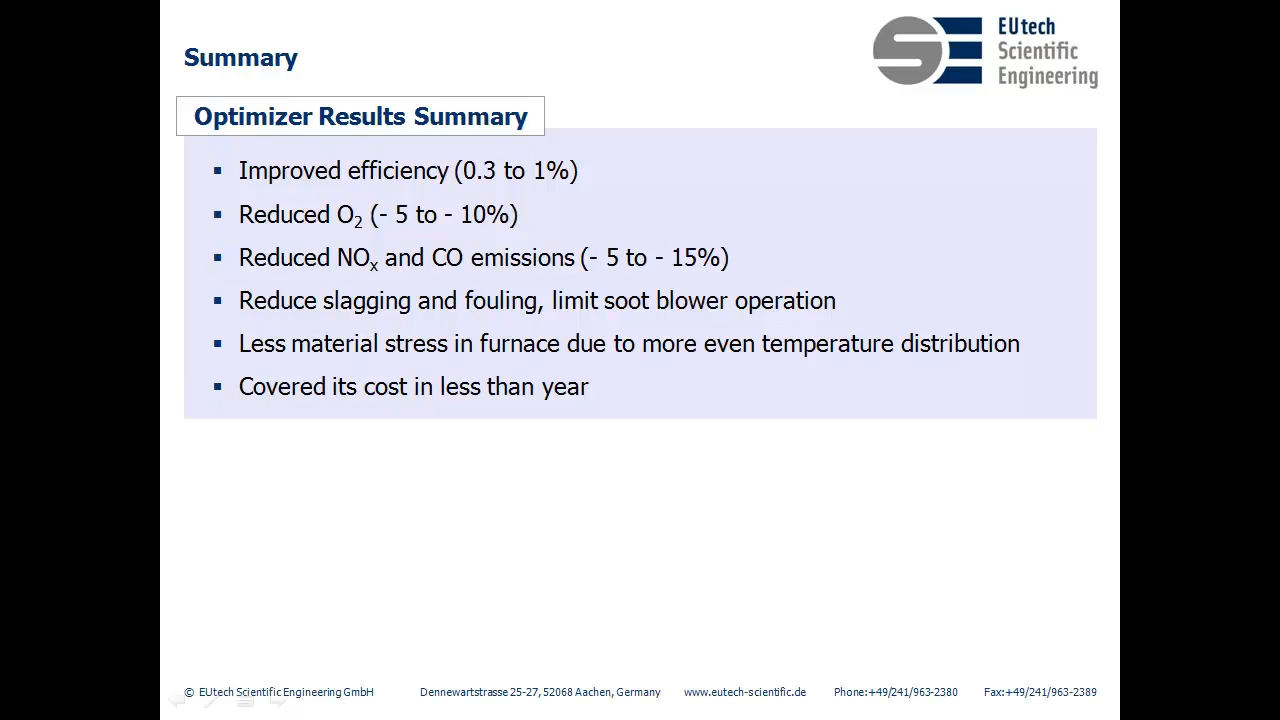 Summary
EUtech
Scientific
Engineering
Optimizer Results Summary
▪ Improved efficiency (0.3 to 1%)
▪ Reduced O₂ (- 5 to - 10%)
▪ Reduced NOₓ and CO emissions (- 5 to - 15%)
▪ Reduce slagging and fouling, limit soot blower operation
▪ Less material stress in furnace due to more even temperature distribution
▪ Covered its cost in less than year
© EUtech Scientific Engineering GmbH Dennewartstrasse 25-27, 52068 Aachen, Germany www.eutech-scientific.de Phone:+49/241/963-2380 Fax:+49/241/963-2389